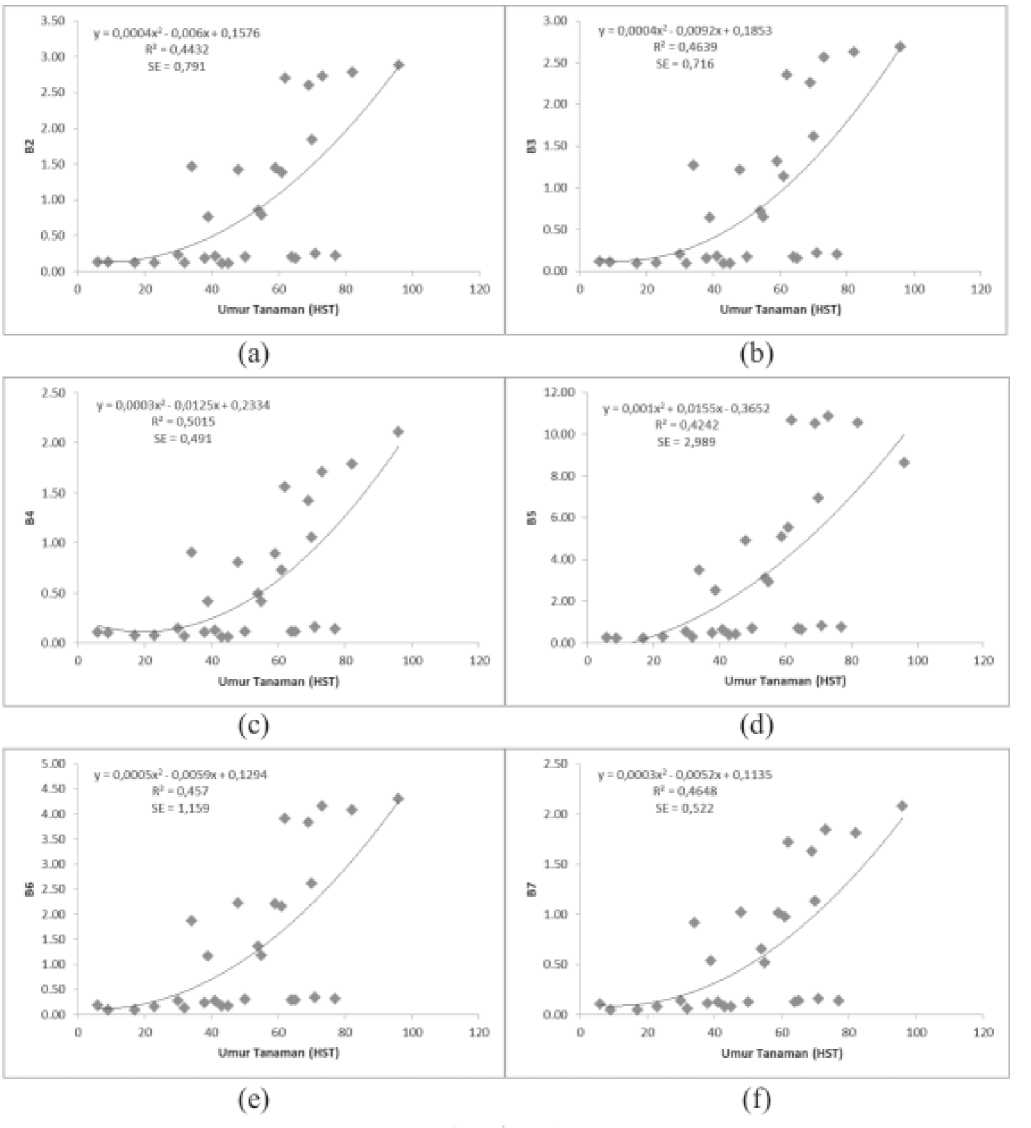 y = 0,0004x² - 0,006x + 0,1576
R² = 0,4432
SE = 0,791
3.50
3.00
2.50
2.00
1.50
1.00
0.50
0.00
B2
0 20 40 60 80 100 120
Umur Tanaman (HST)
(a)
y = 0,0004x² - 0,0092x + 0,1853
R² = 0,4639
SE = 0,716
3.00
2.50
2.00
1.50
1.00
0.50
0.00
B3
0 20 40 60 80 100 120
Umur Tanaman (HST)
(b)
y = 0,0003x² - 0,0125x + 0,2334
R² = 0,5015
SE = 0,491
2.50
2.00
1.50
1.00
0.50
0.00
B4
0 20 40 60 80 100 120
Umur Tanaman (HST)
(c)
y = 0,001x² + 0,0155x - 0,3652
R² = 0,4242
SE = 2,989
12.00
10.00
8.00
6.00
4.00
2.00
0.00
B5
0 20 40 60 80 100 120
Umur Tanaman (HST)
(d)
y = 0,0005x² - 0,0059x + 0,1294
R² = 0,457
SE = 1,159
5.00
4.50
4.00
3.50
3.00
2.50
2.00
1.50
1.00
0.50
0.00
B6
0 20 40 60 80 100 120
Umur Tanaman (HST)
(e)
y = 0,0003x² - 0,0052x + 0,1135
R² = 0,4648
SE = 0,522
2.50
2.00
1.50
1.00
0.50
0.00
B7
0 20 40 60 80 100 120
Umur Tanaman (HST)
(f)